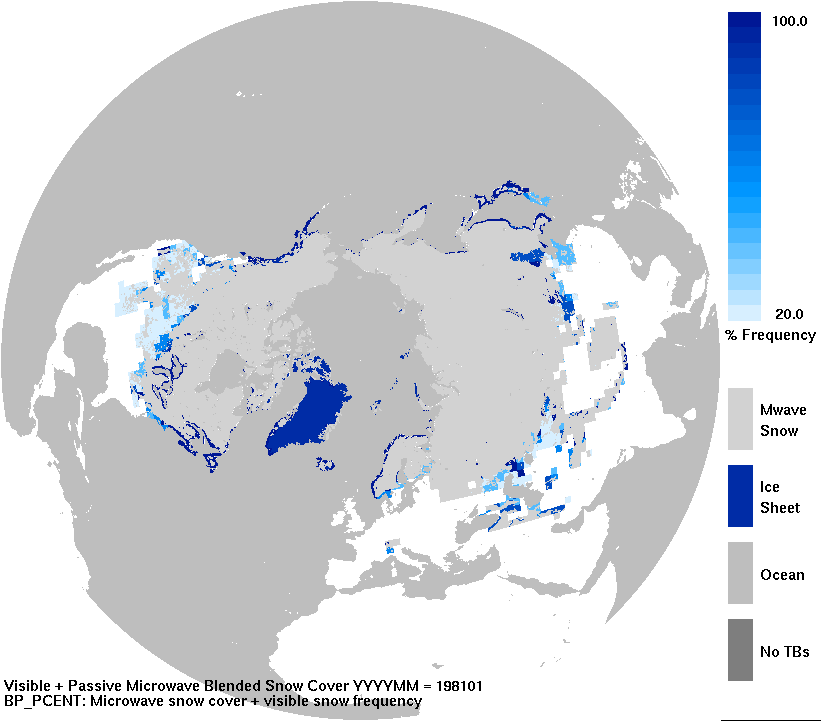 100.0
20.0
% Frequency
Mwave
Snow
Ice
Sheet
Ocean
No TBs
Visible + Passive Microwave Blended Snow Cover YYYYMM = 198101
BP_PCENT: Microwave snow cover + visible snow frequency